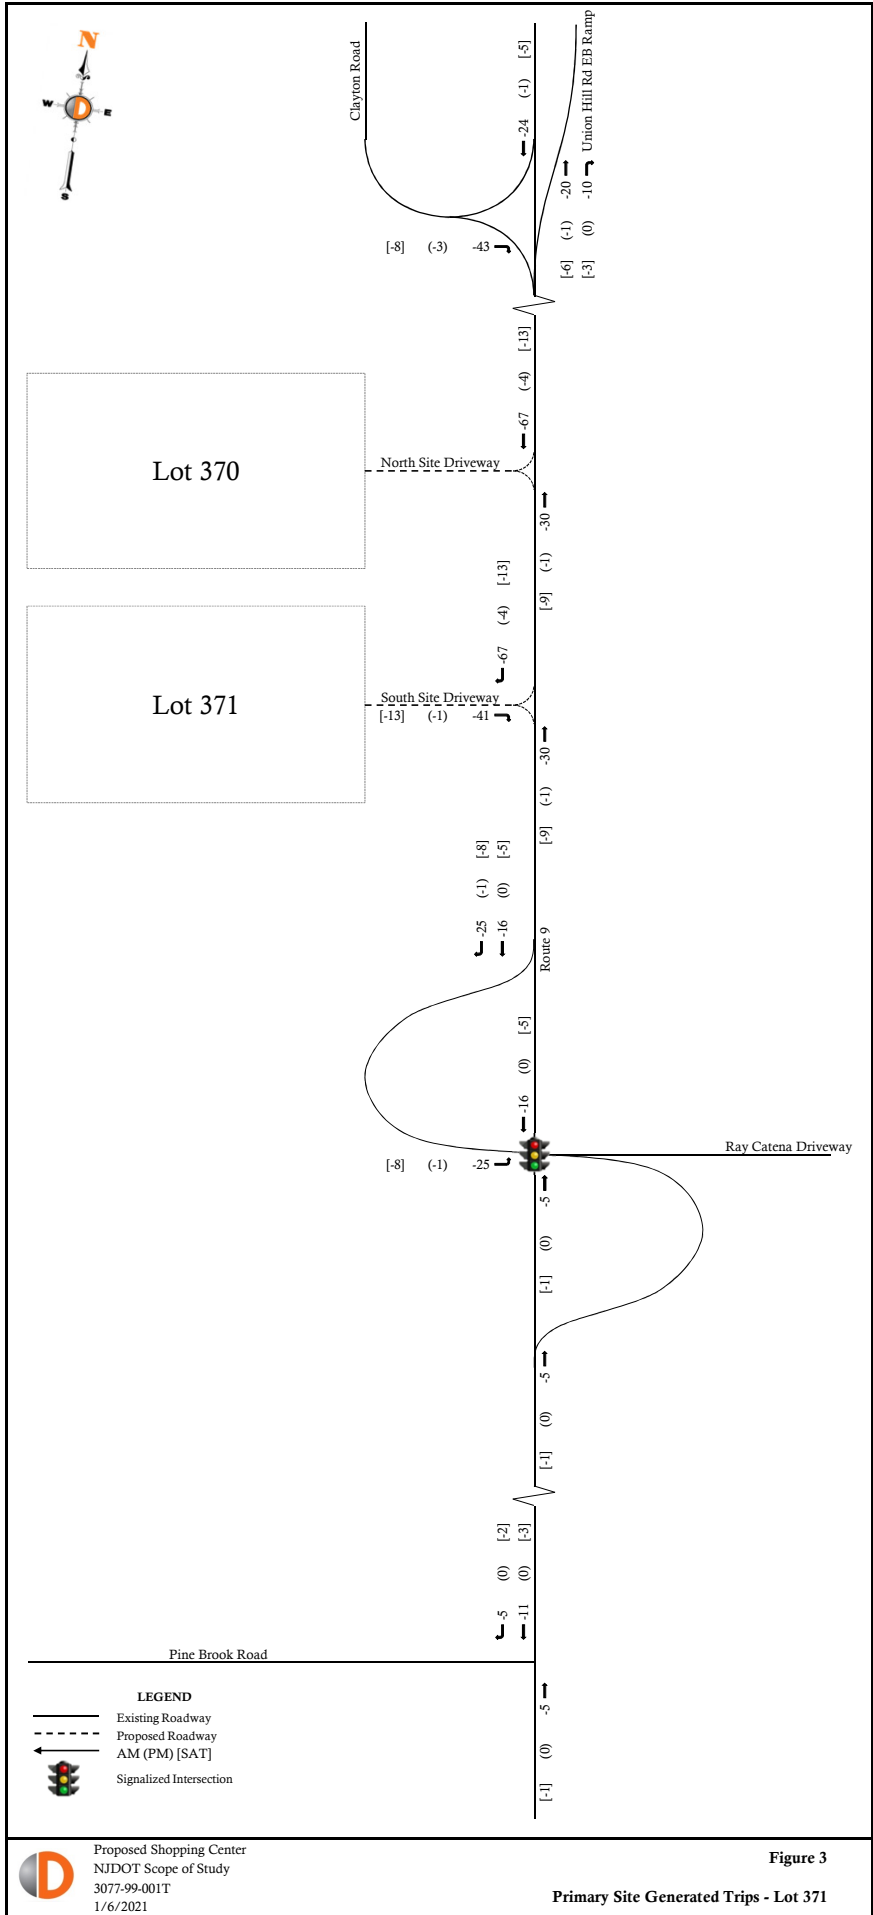 N
W
E
S
Clayton Road
[-5] (-1) -24
Union Hill Rd EB Ramp
[-6] (-1) -20
[-3] (0) -10
[-8] (-3) -43
[-13] (-4) -67
Lot 370
North Site Driveway
[-9] (-1) -30
[-13] (-4) -67
Lot 371
South Site Driveway
[-13] (-1) -41
[-9] (-1) -30
[-8] (-1) -25
[-5] (0) -16
Route 9
[-5] (0) -16
Ray Catena Driveway
[-8] (-1) -25
[-1] (0) -5
[-1] (0) -5
[-2] (0) -5
[-3] (0) -11
Pine Brook Road
[-1] (0) -5
LEGEND
Existing Roadway
Proposed Roadway
AM (PM) [SAT]
Signalized Intersection
D
Proposed Shopping Center
NJDOT Scope of Study
3077-99-001T
1/6/2021
Figure 3
Primary Site Generated Trips - Lot 371